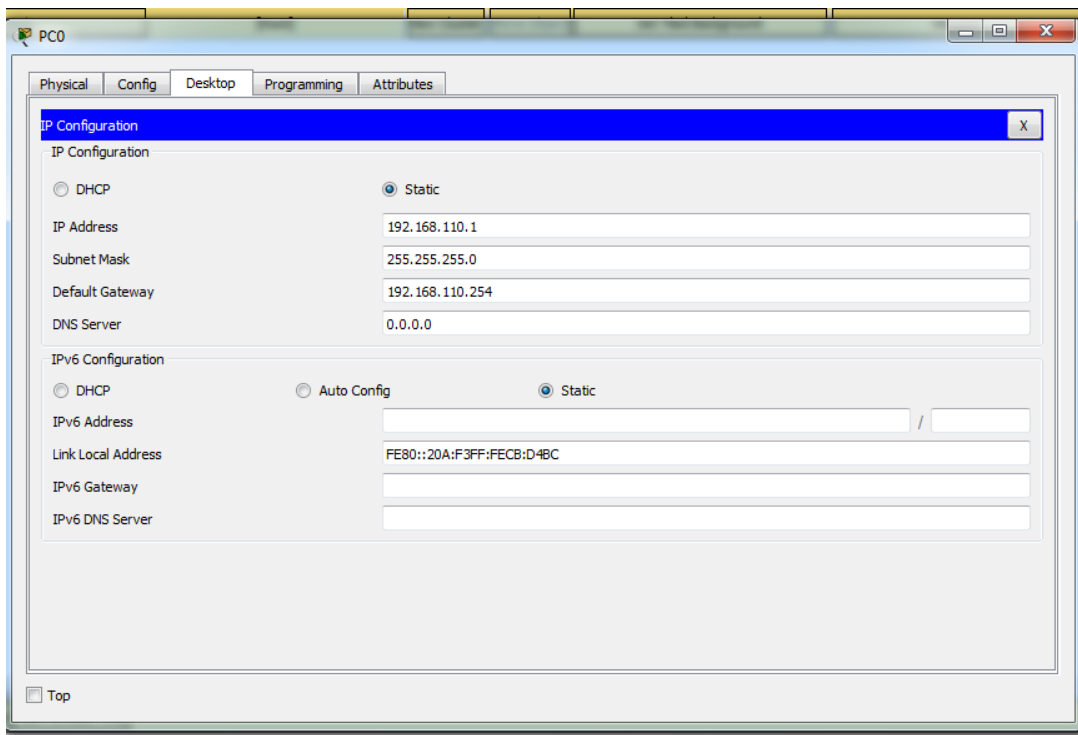 PC0
Physical Config Desktop Programming Attributes
IP Configuration X
IP Configuration
DHCP Static
IP Address 192.168.110.1
Subnet Mask 255.255.255.0
Default Gateway 192.168.110.254
DNS Server 0.0.0.0
IPv6 Configuration
DHCP Auto Config Static
IPv6 Address /
Link Local Address FE80::20A:F3FF:FECB:D4BC
IPv6 Gateway
IPv6 DNS Server
Top